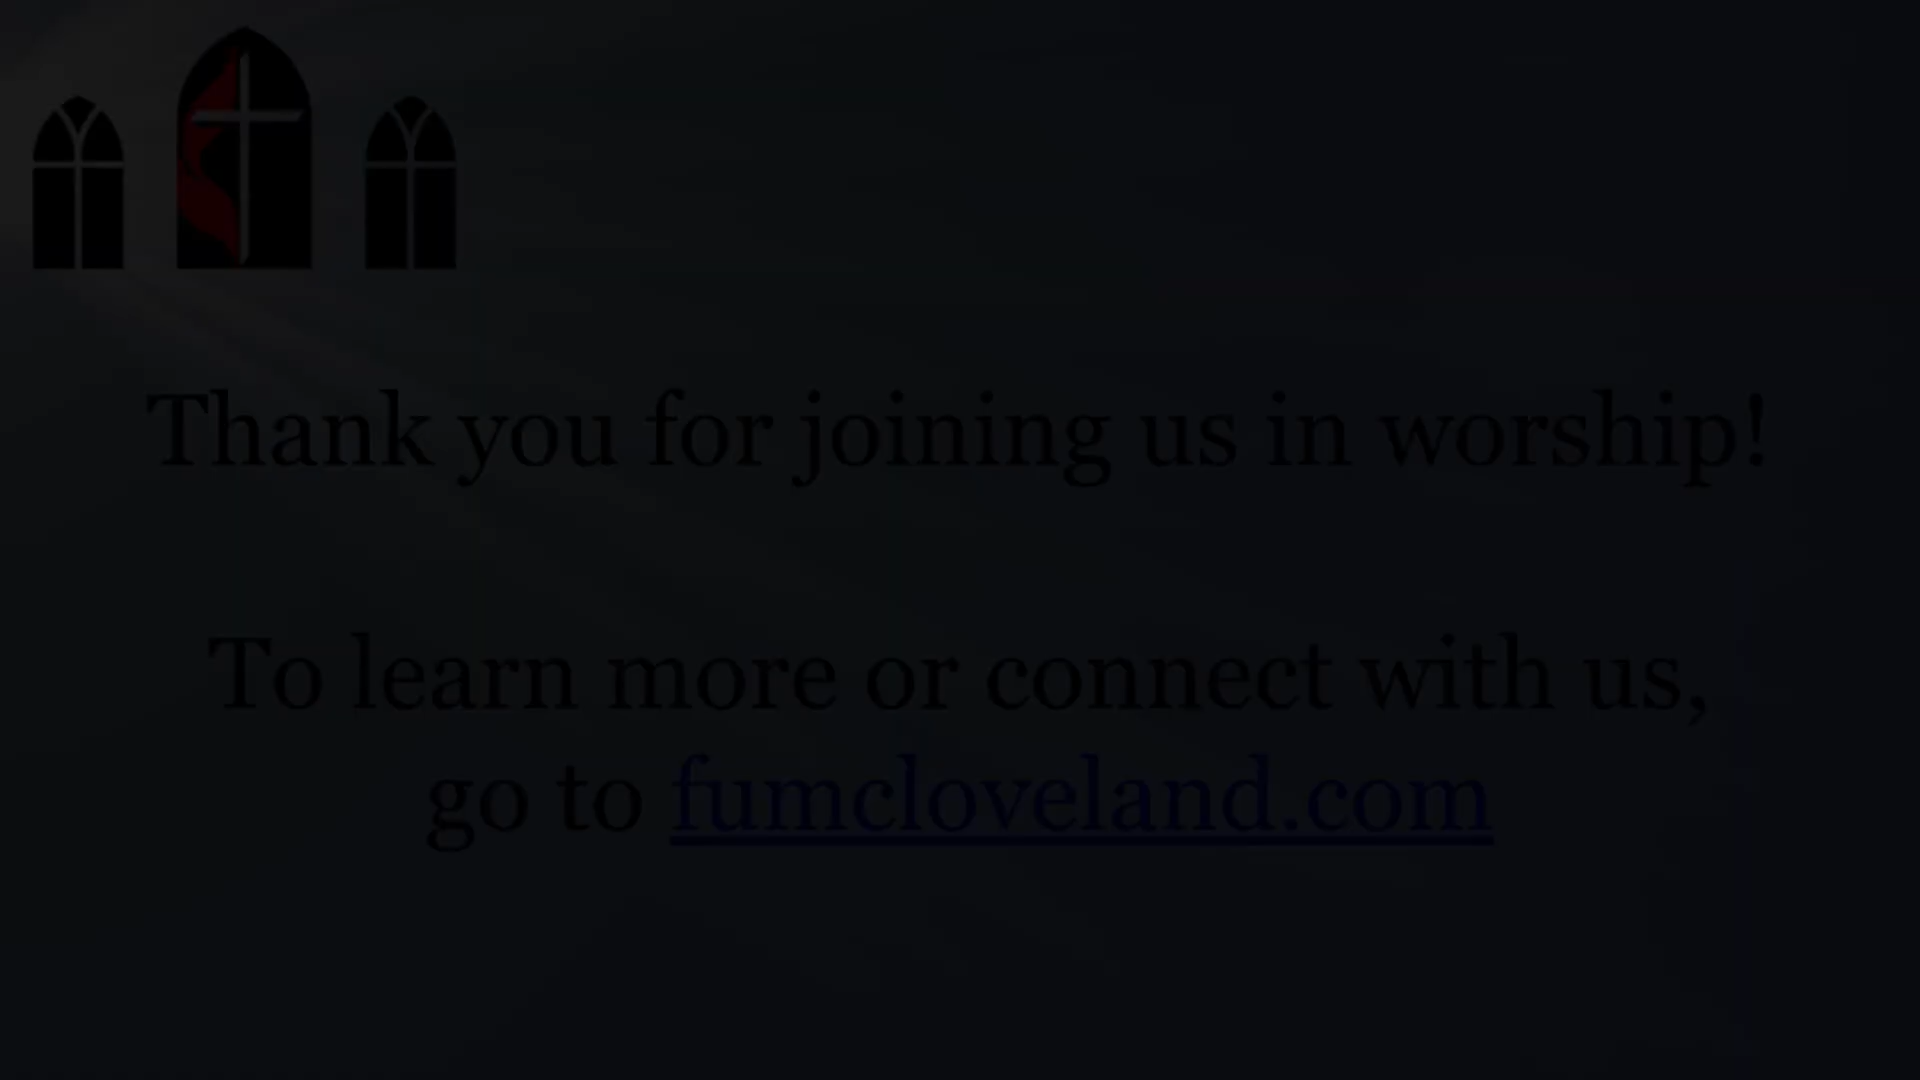 Thank you for joining us in worship!
To learn more or connect with us,
go to fumcloveland.com